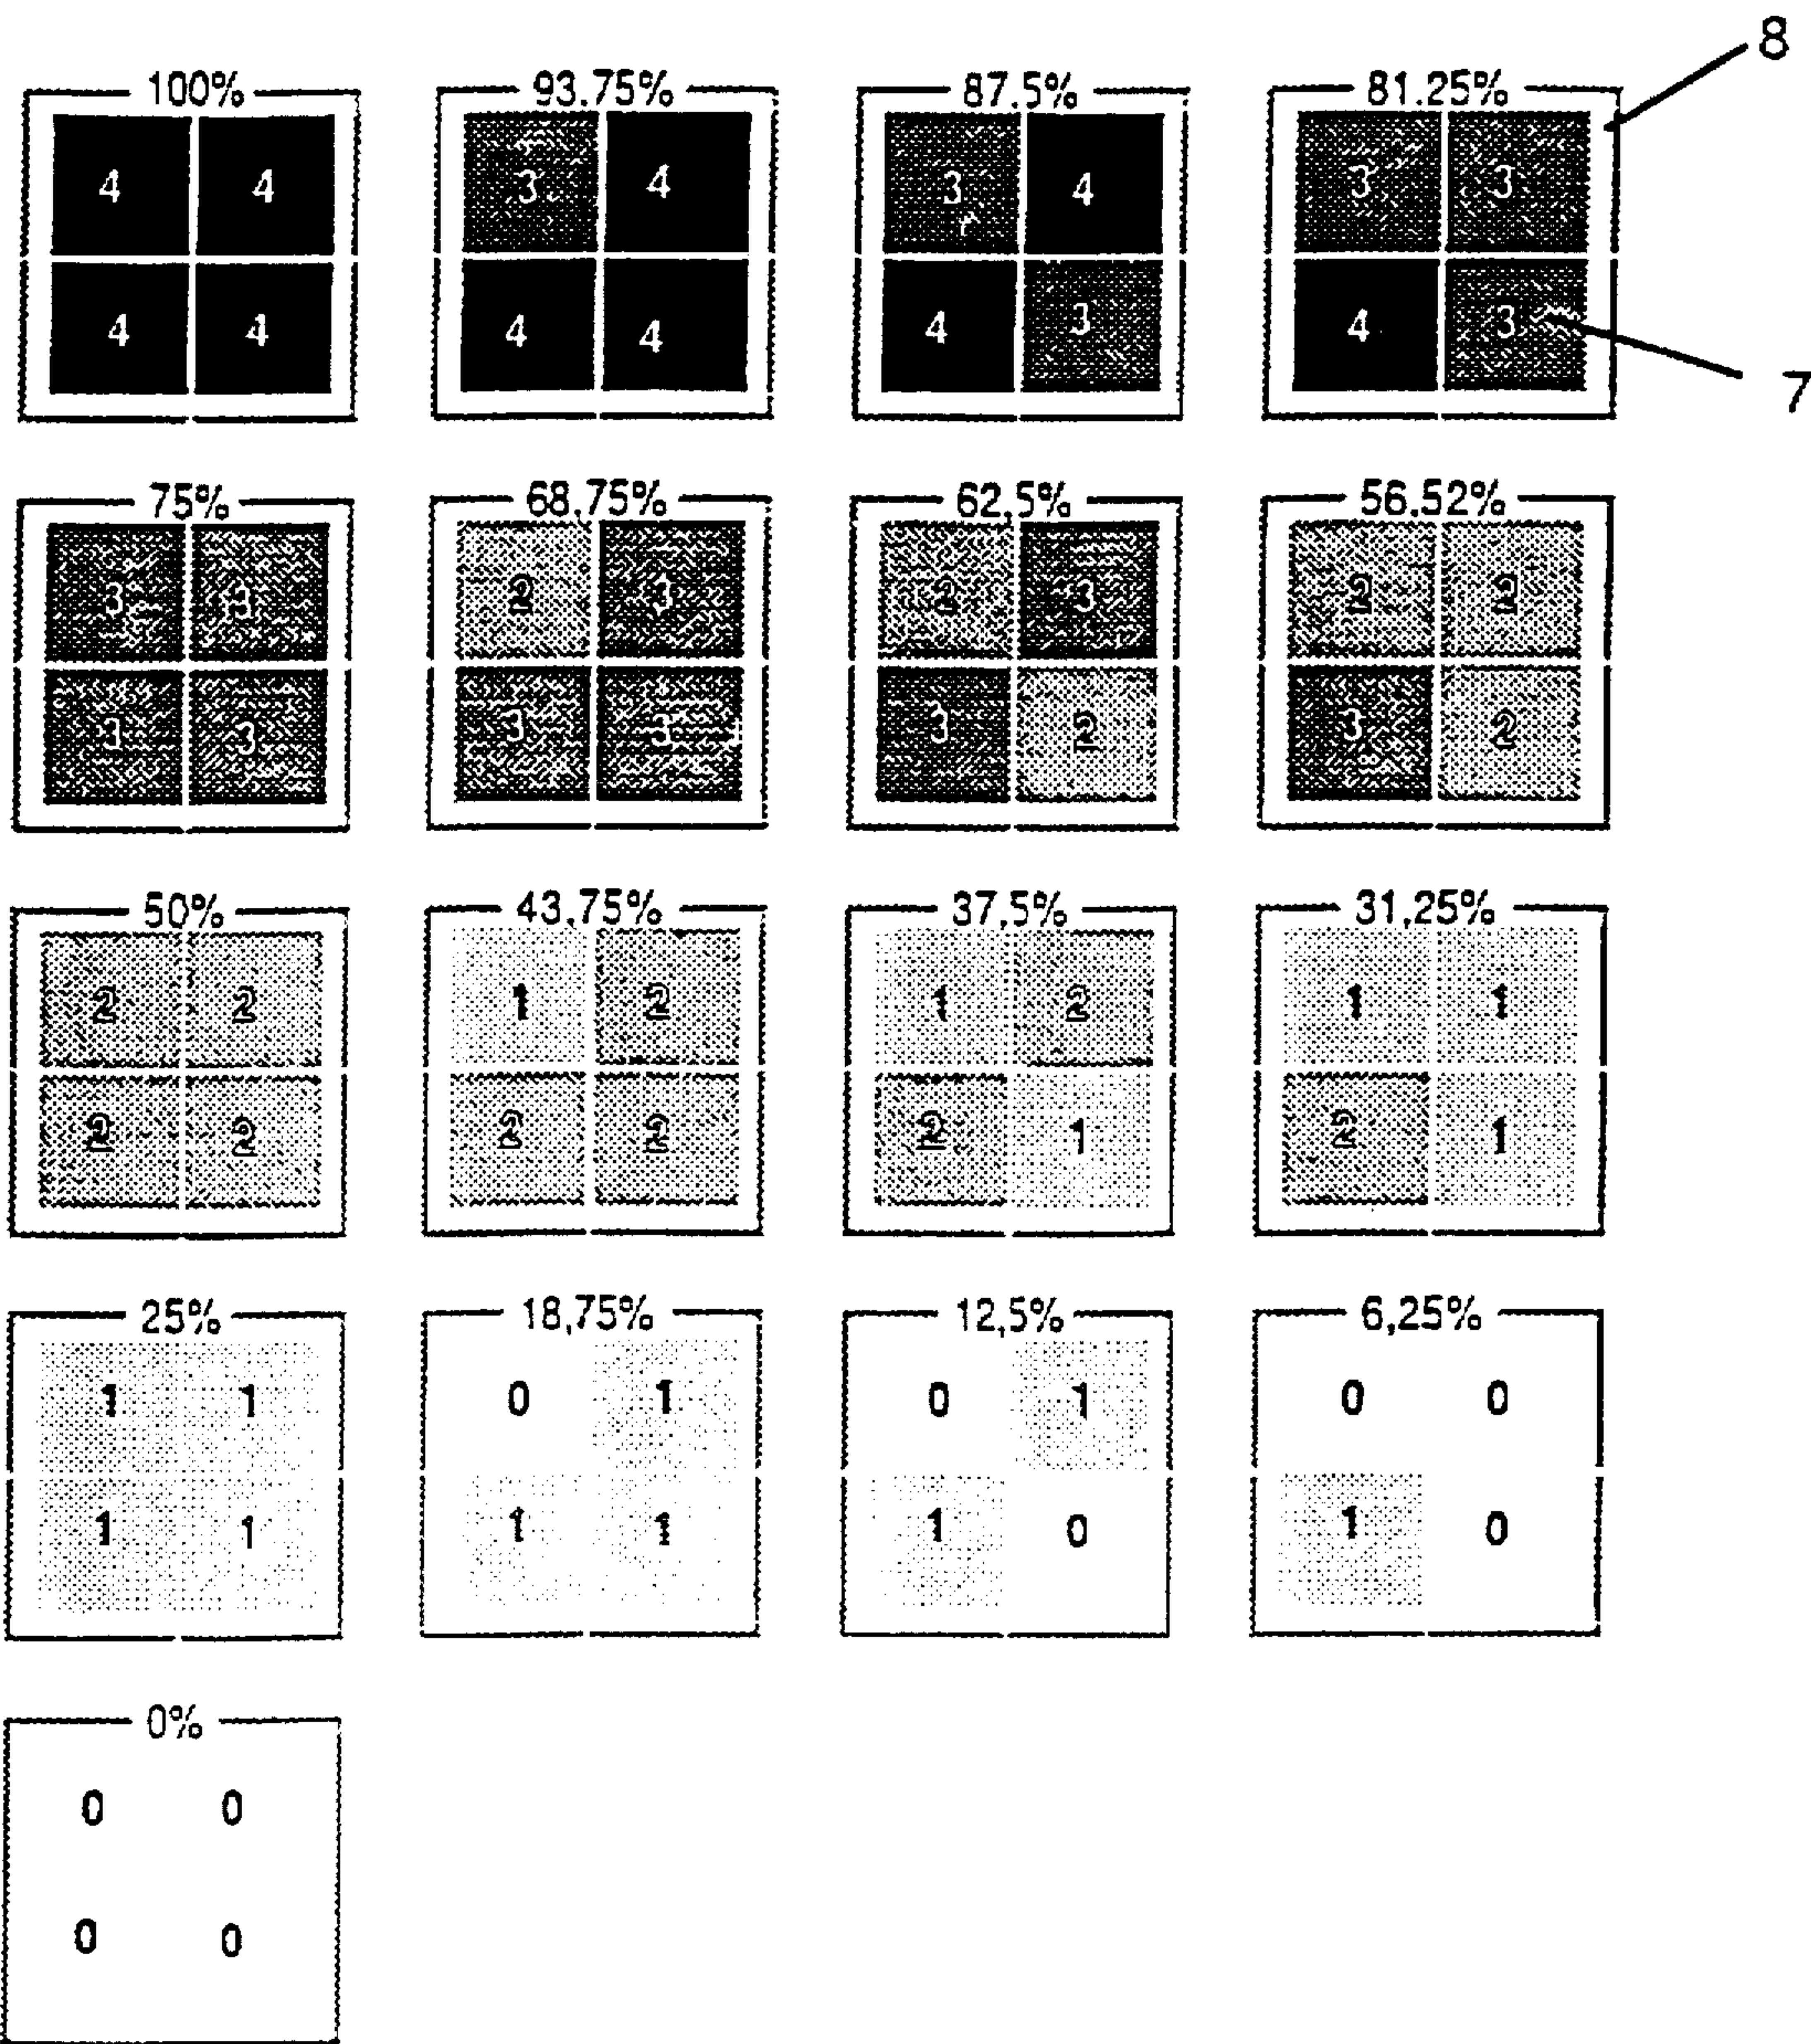 8
100% 93.75% 87.5% 81.25%
4 4 3 4 3 4 3 3
4 4 4 4 4 3 4 3
7
75% 68,75% 62,5% 56.52%
3 3 2 3 2 3 2 2
3 3 3 3 3 2 3 2
50% 43,75% 37,5% 31,25%
2 2 1 2 1 2 1 1
2 2 2 2 2 1 2 1
25% 18,75% 12,5% 6,25%
1 1 0 1 0 1 0 0
1 1 1 1 1 0 1 0
0%
0 0
0 0